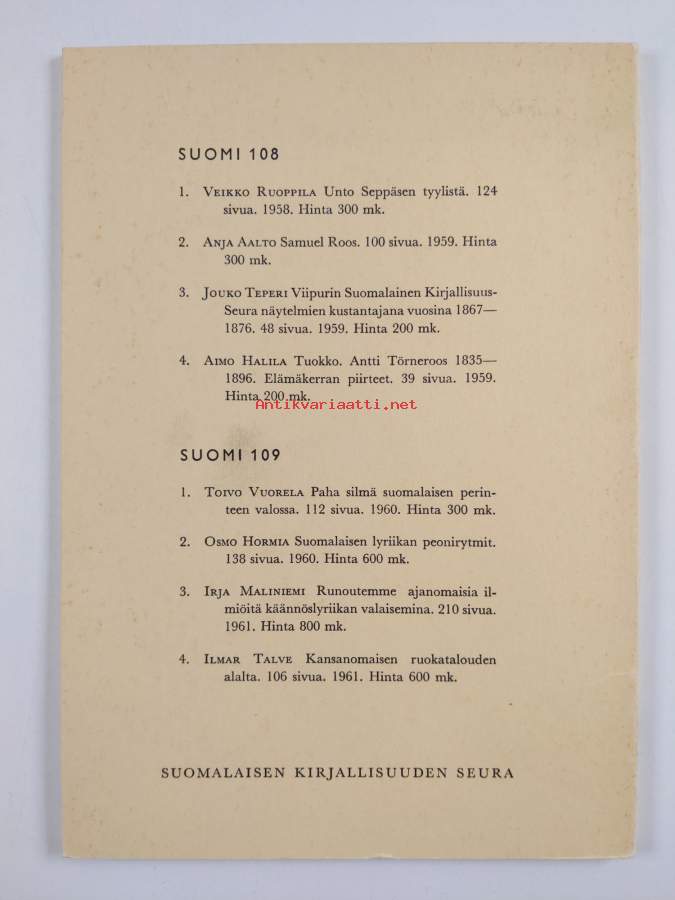 SUOMI 108
1. VEIKKO RUOPPILA Unto Seppäsen tyylistä. 124
sivua. 1958. Hinta 300 mk.
2. ANJA AALTO Samuel Roos. 100 sivua. 1959. Hinta
300 mk.
3. JOUKO TEPERI Viipurin Suomalainen Kirjallisuus-
Seura näytelmien kustantajana vuosina 1867—
1876. 48 sivua. 1959. Hinta 200 mk.
4. AIMO HALILA Tuokko. Antti Törneroos 1835—
1896. Elämäkerran piirteet. 39 sivua. 1959.
Hinta 200 mk.
Antikvariaatti.net
SUOMI 109
1. TOIVO VUORELA Paha silmä suomalaisen perin-
teen valossa. 112 sivua. 1960. Hinta 300 mk.
2. OSMO HORMIA Suomalaisen lyriikan peonirytmit.
138 sivua. 1960. Hinta 600 mk.
3. IRJA MALINIEMI Runoutemme ajanomaisia il-
miöitä käännöslyriikan valaisemina. 210 sivua.
1961. Hinta 800 mk.
4. ILMAR TALVE Kansanomaisen ruokatalouden
alalta. 106 sivua. 1961. Hinta 600 mk.
SUOMALAISEN KIRJALLISUUDEN SEURA